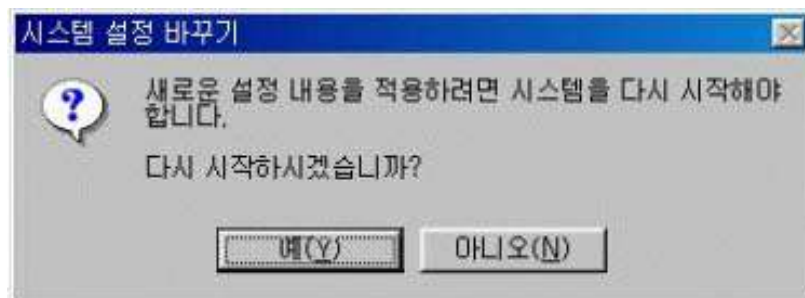 시스템 설정 바꾸기
새로운 설정 내용을 적용하려면 시스템을 다시 시작해야
합니다.
다시 시작하시겠습니까?
예(Y)
아니오(N)